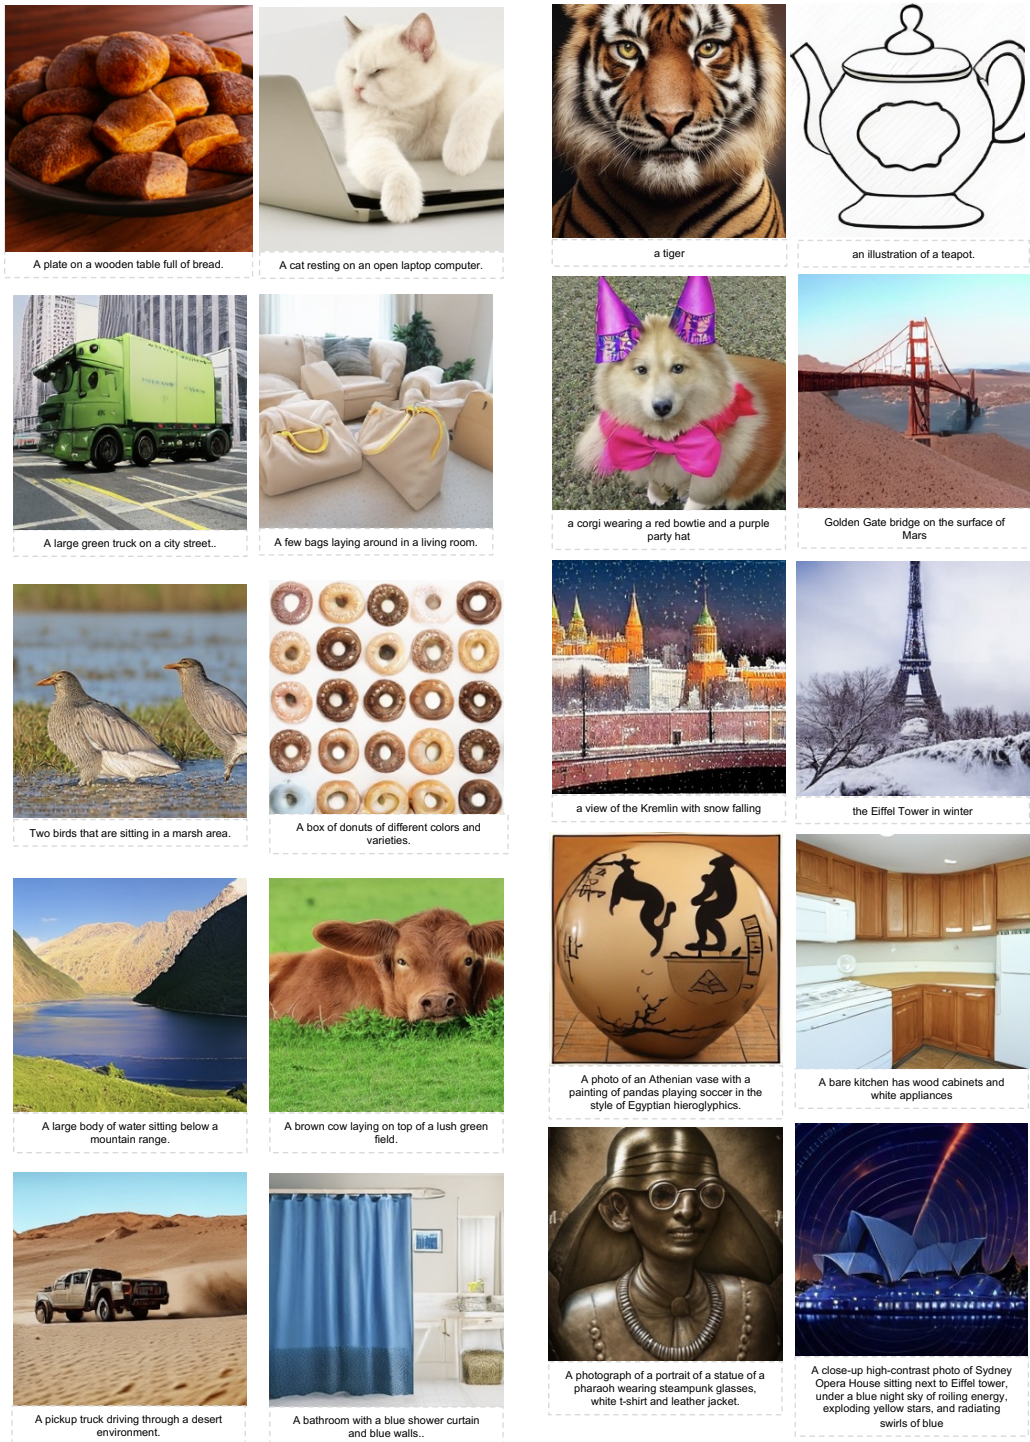 A plate on a wooden table full of bread.
A cat resting on an open laptop computer.
a tiger
an illustration of a teapot.
A large green truck on a city street..
A few bags laying around in a living room.
a corgi wearing a red bowtie and a purple
party hat
Golden Gate bridge on the surface of
Mars
Two birds that are sitting in a marsh area.
A box of donuts of different colors and
varieties.
a view of the Kremlin with snow falling
the Eiffel Tower in winter
A large body of water sitting below a
mountain range.
A brown cow laying on top of a lush green
field.
A photo of an Athenian vase with a
painting of pandas playing soccer in the
style of Egyptian hieroglyphics.
A bare kitchen has wood cabinets and
white appliances
A pickup truck driving through a desert
environment.
A bathroom with a blue shower curtain
and blue walls..
A photograph of a portrait of a statue of a
pharaoh wearing steampunk glasses,
white t-shirt and leather jacket.
A close-up high-contrast photo of Sydney
Opera House sitting next to Eiffel tower,
under a blue night sky of roiling energy,
exploding yellow stars, and radiating
swirls of blue